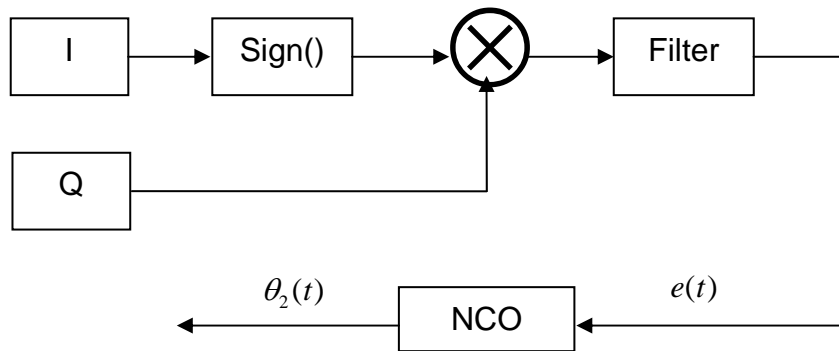 I
Sign()
Filter
Q
θ₂(t)
NCO
e(t)